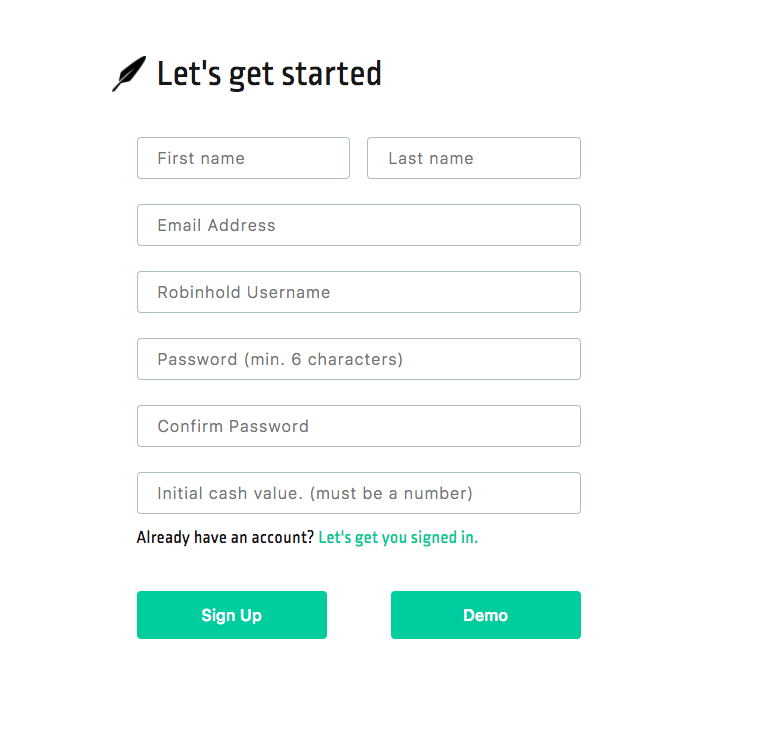 Let's get started
First name Last name
Email Address
Robinhold Username
Password (min. 6 characters)
Confirm Password
Initial cash value. (must be a number)
Already have an account? Let's get you signed in.
Sign Up Demo